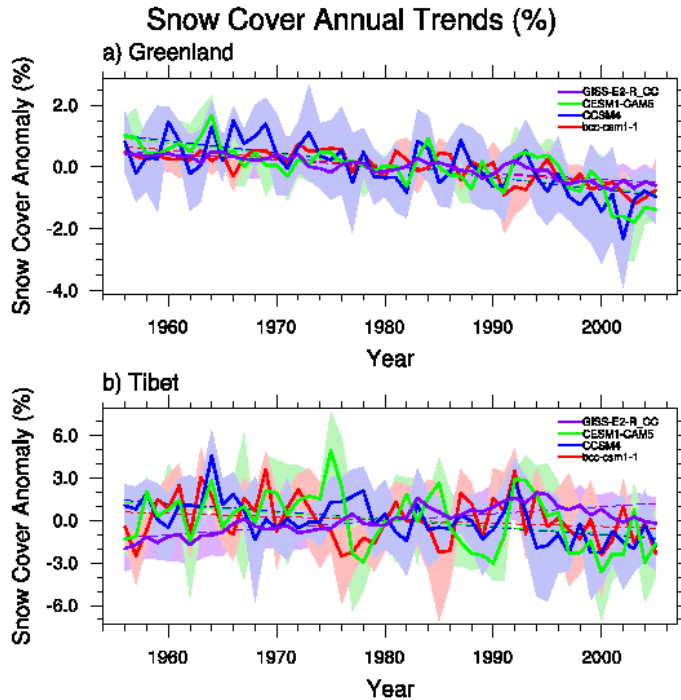 Snow Cover Annual Trends (%)
a) Greenland
Snow Cover Anomaly (%)
2.0
0.0
-2.0
-4.0
GISS-E2-R_CC
CESM1-CAM5
CCSM4
bcc-csm1-1
1960 1970 1980 1990 2000
Year
b) Tibet
Snow Cover Anomaly (%)
6.0
3.0
0.0
-3.0
-6.0
GISS-E2-R_CC
CESM1-CAM5
CCSM4
bcc-csm1-1
1960 1970 1980 1990 2000
Year